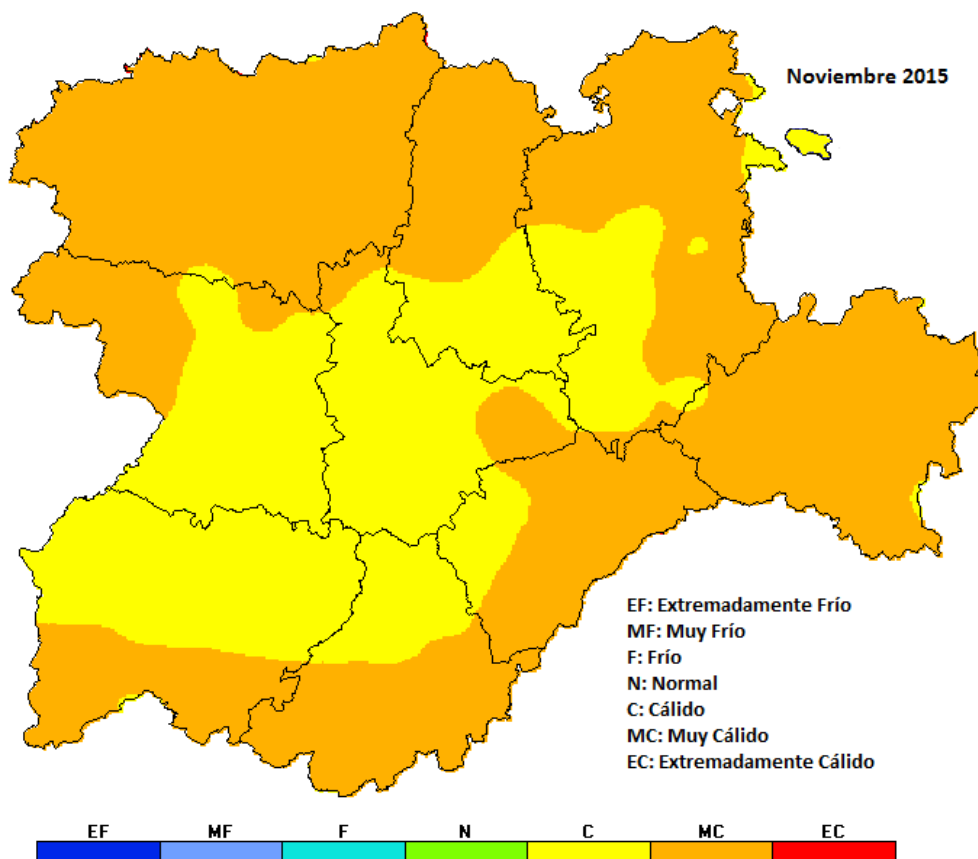 Noviembre 2015
EF: Extremadamente Frío
MF: Muy Frío
F: Frío
N: Normal
C: Cálido
MC: Muy Cálido
EC: Extremadamente Cálido
EF MF F N C MC EC